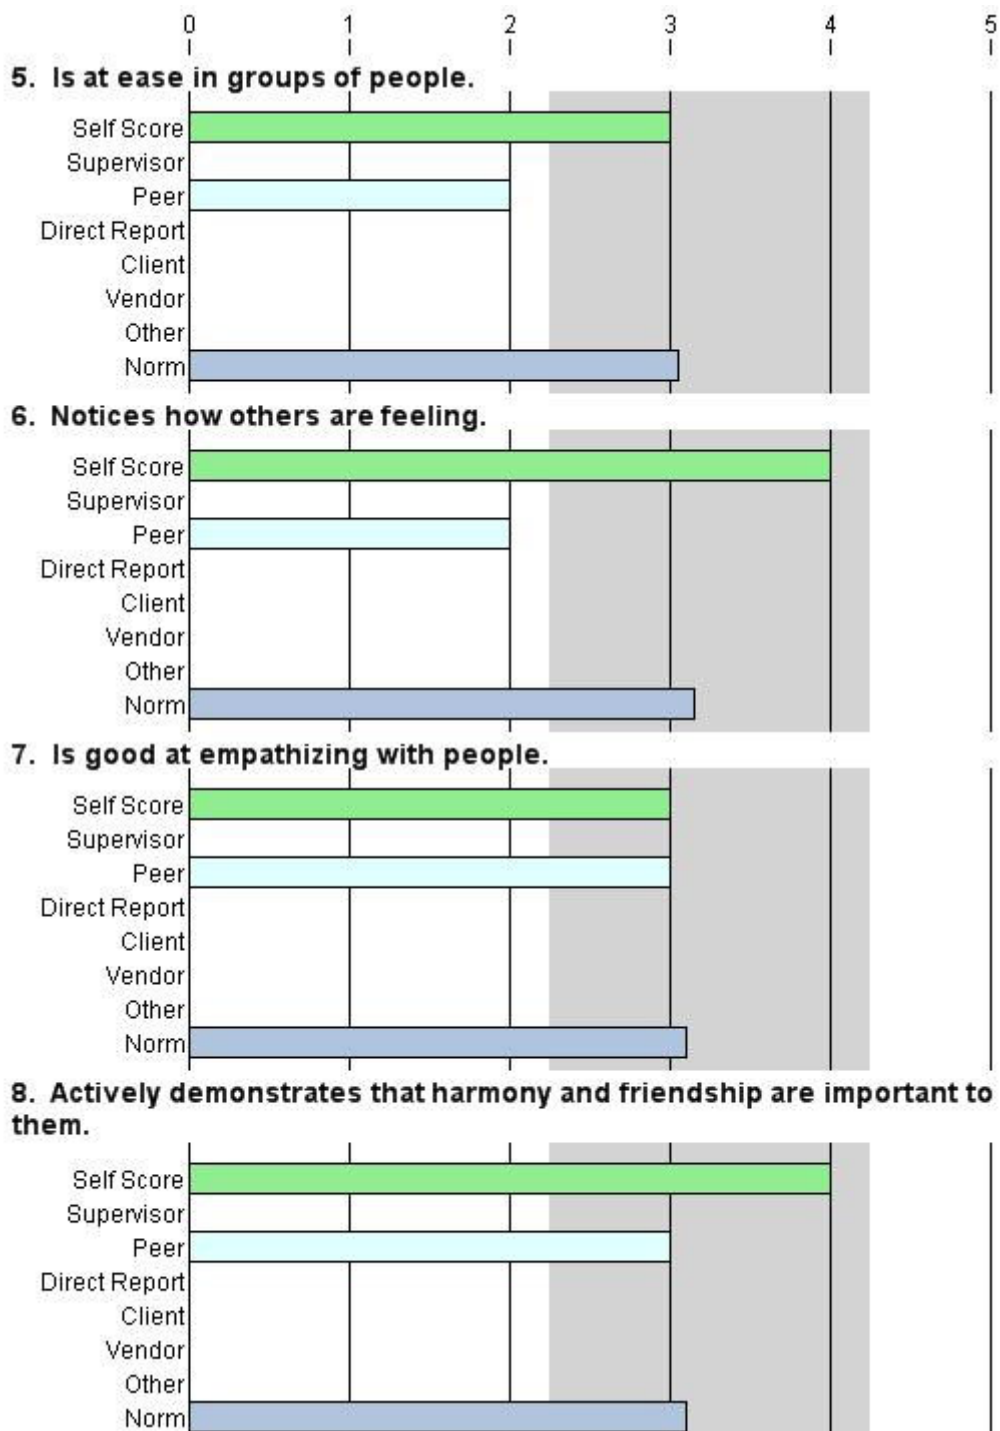 0 1 2 3 4 5
5. Is at ease in groups of people.
Self Score
Supervisor
Peer
Direct Report
Client
Vendor
Other
Norm
6. Notices how others are feeling.
Self Score
Supervisor
Peer
Direct Report
Client
Vendor
Other
Norm
7. Is good at empathizing with people.
Self Score
Supervisor
Peer
Direct Report
Client
Vendor
Other
Norm
8. Actively demonstrates that harmony and friendship are important to
them.
Self Score
Supervisor
Peer
Direct Report
Client
Vendor
Other
Norm